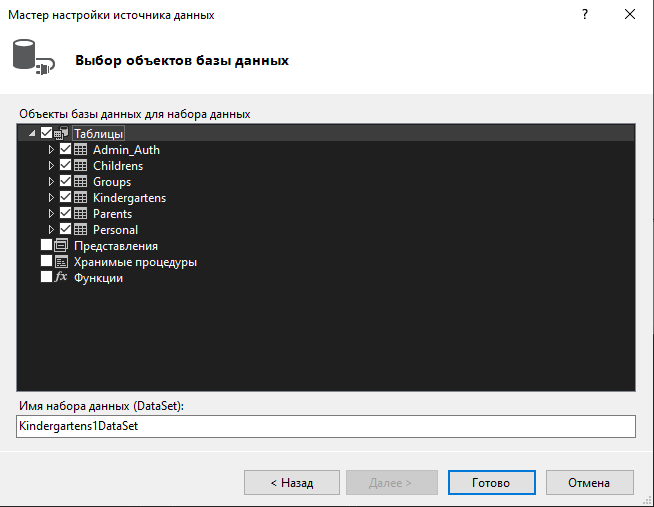 Мастер настройки источника данных
?
Выбор объектов базы данных
Объекты базы данных для набора данных
Таблицы
Admin_Auth
Childrens
Groups
Kindergartens
Parents
Personal
Представления
Хранимые процедуры
fx Функции
Имя набора данных (DataSet):
Kindergartens1DataSet
< Назад Далее > Готово Отмена